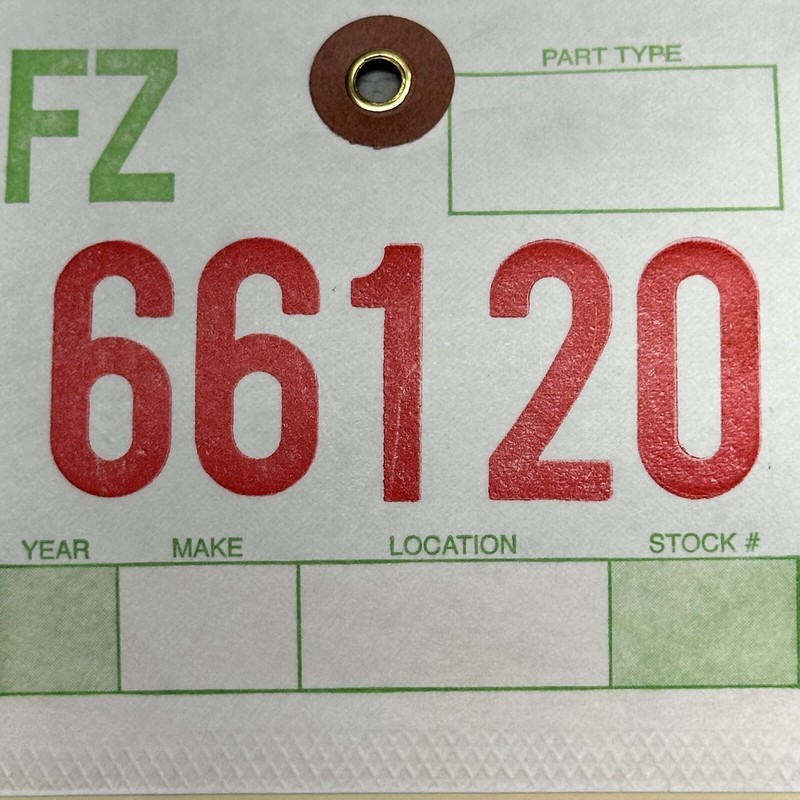 FZ
PART TYPE
66120
YEAR MAKE LOCATION STOCK #